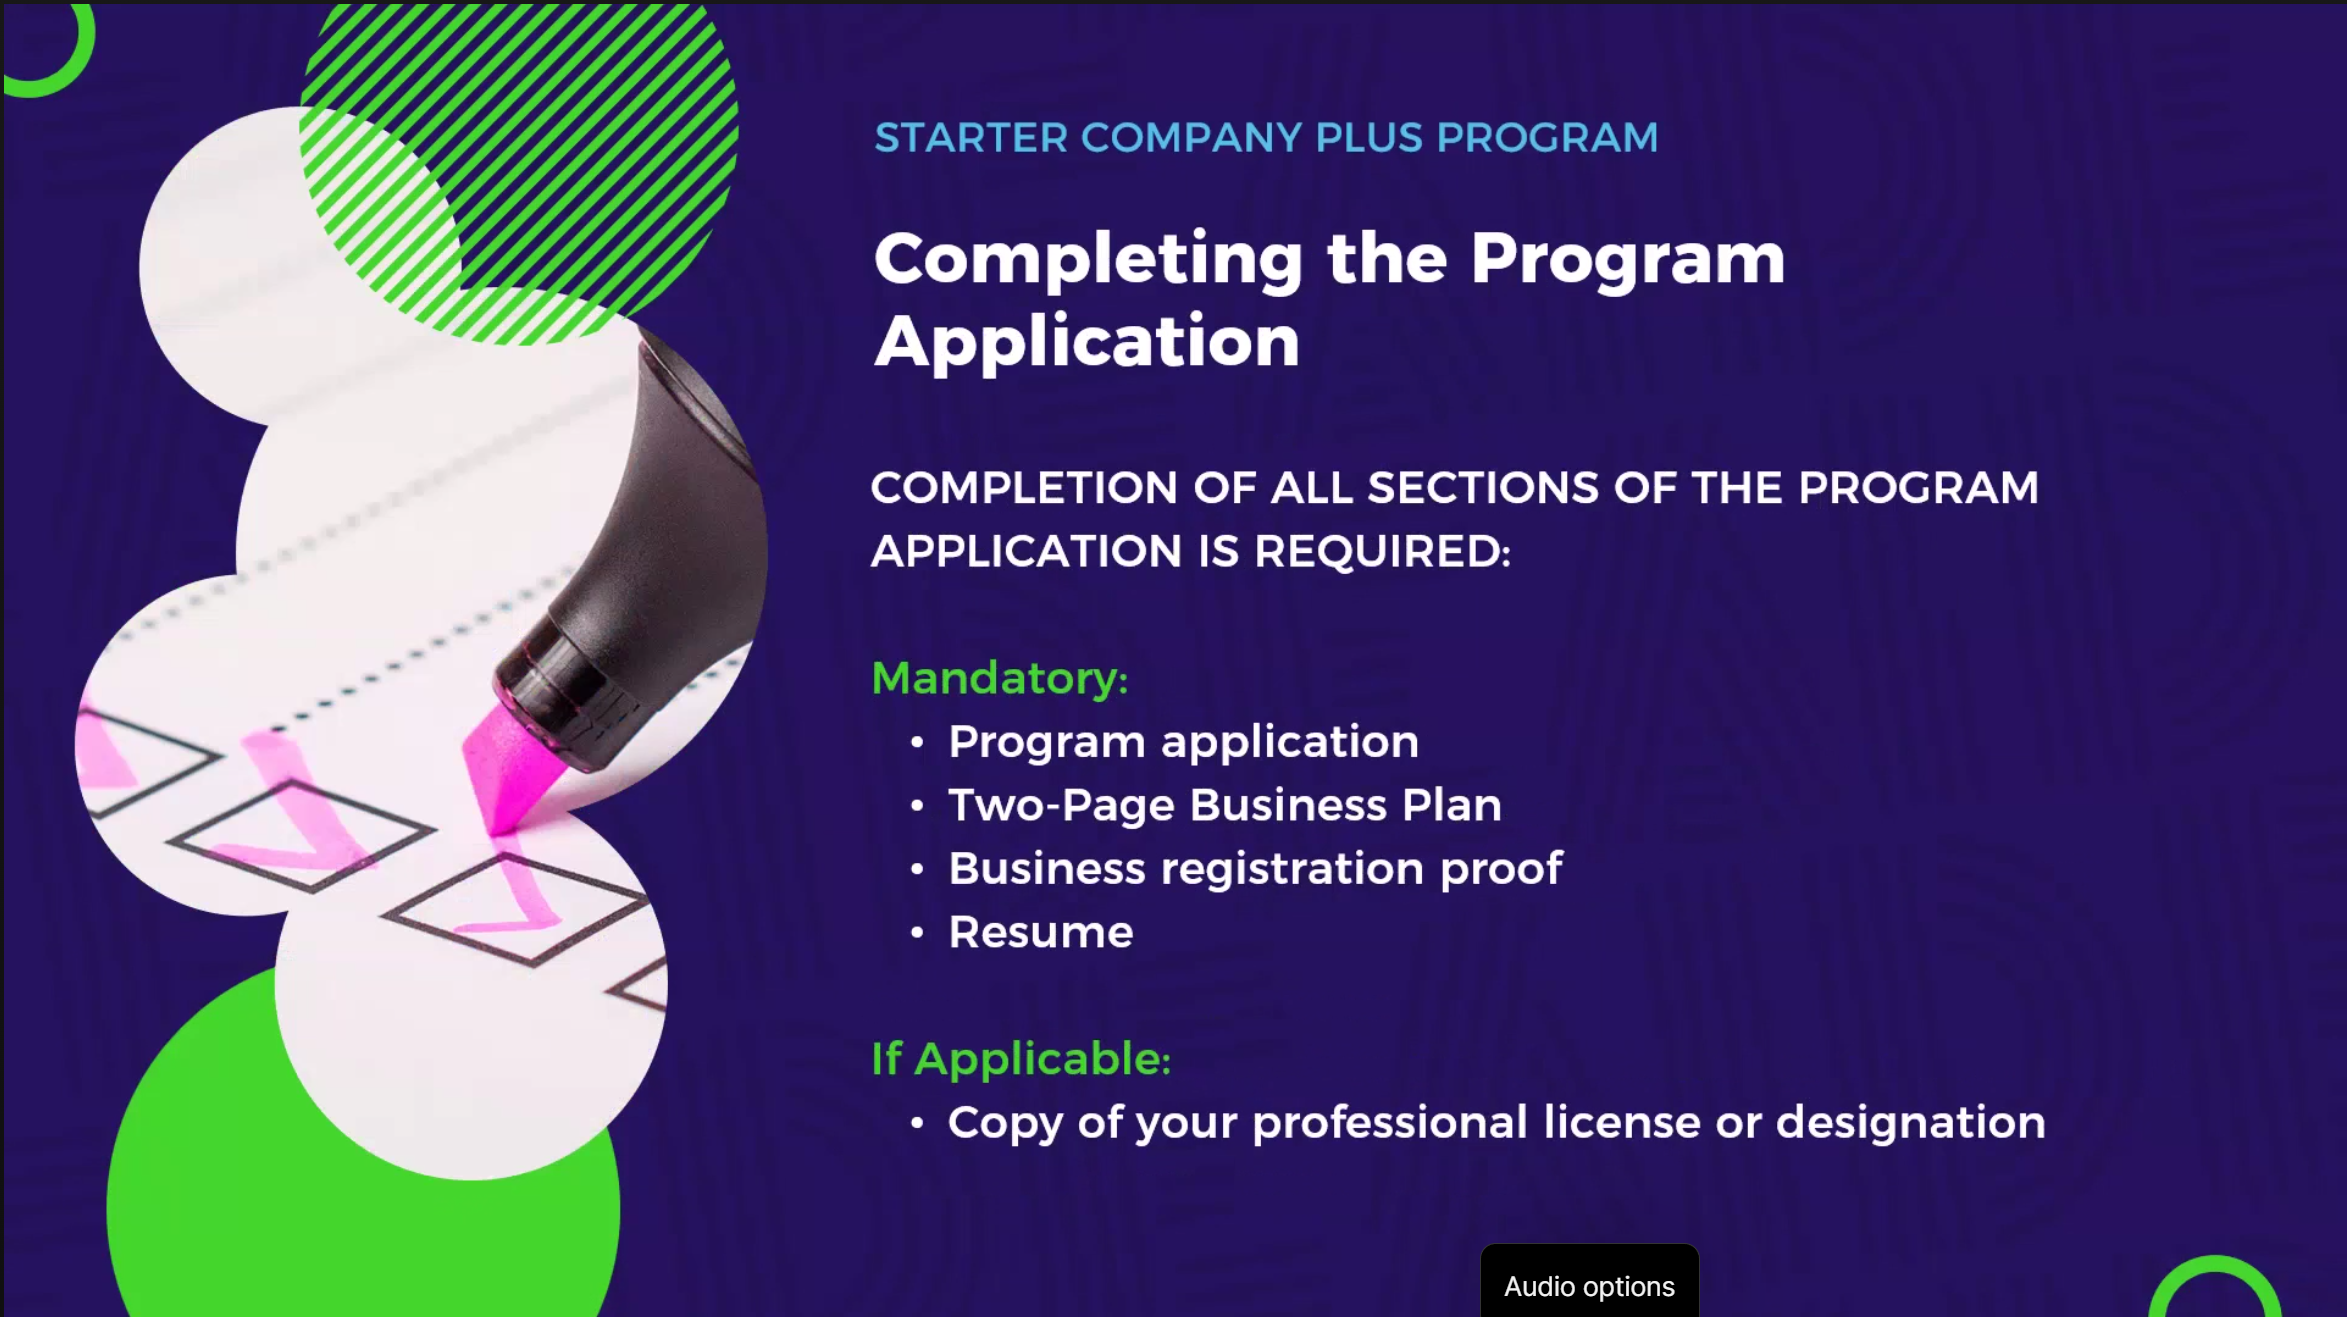 STARTER COMPANY PLUS PROGRAM
Completing the Program
Application
COMPLETION OF ALL SECTIONS OF THE PROGRAM
APPLICATION IS REQUIRED:
Mandatory:
• Program application
• Two-Page Business Plan
• Business registration proof
• Resume
If Applicable:
• Copy of your professional license or designation
Audio options